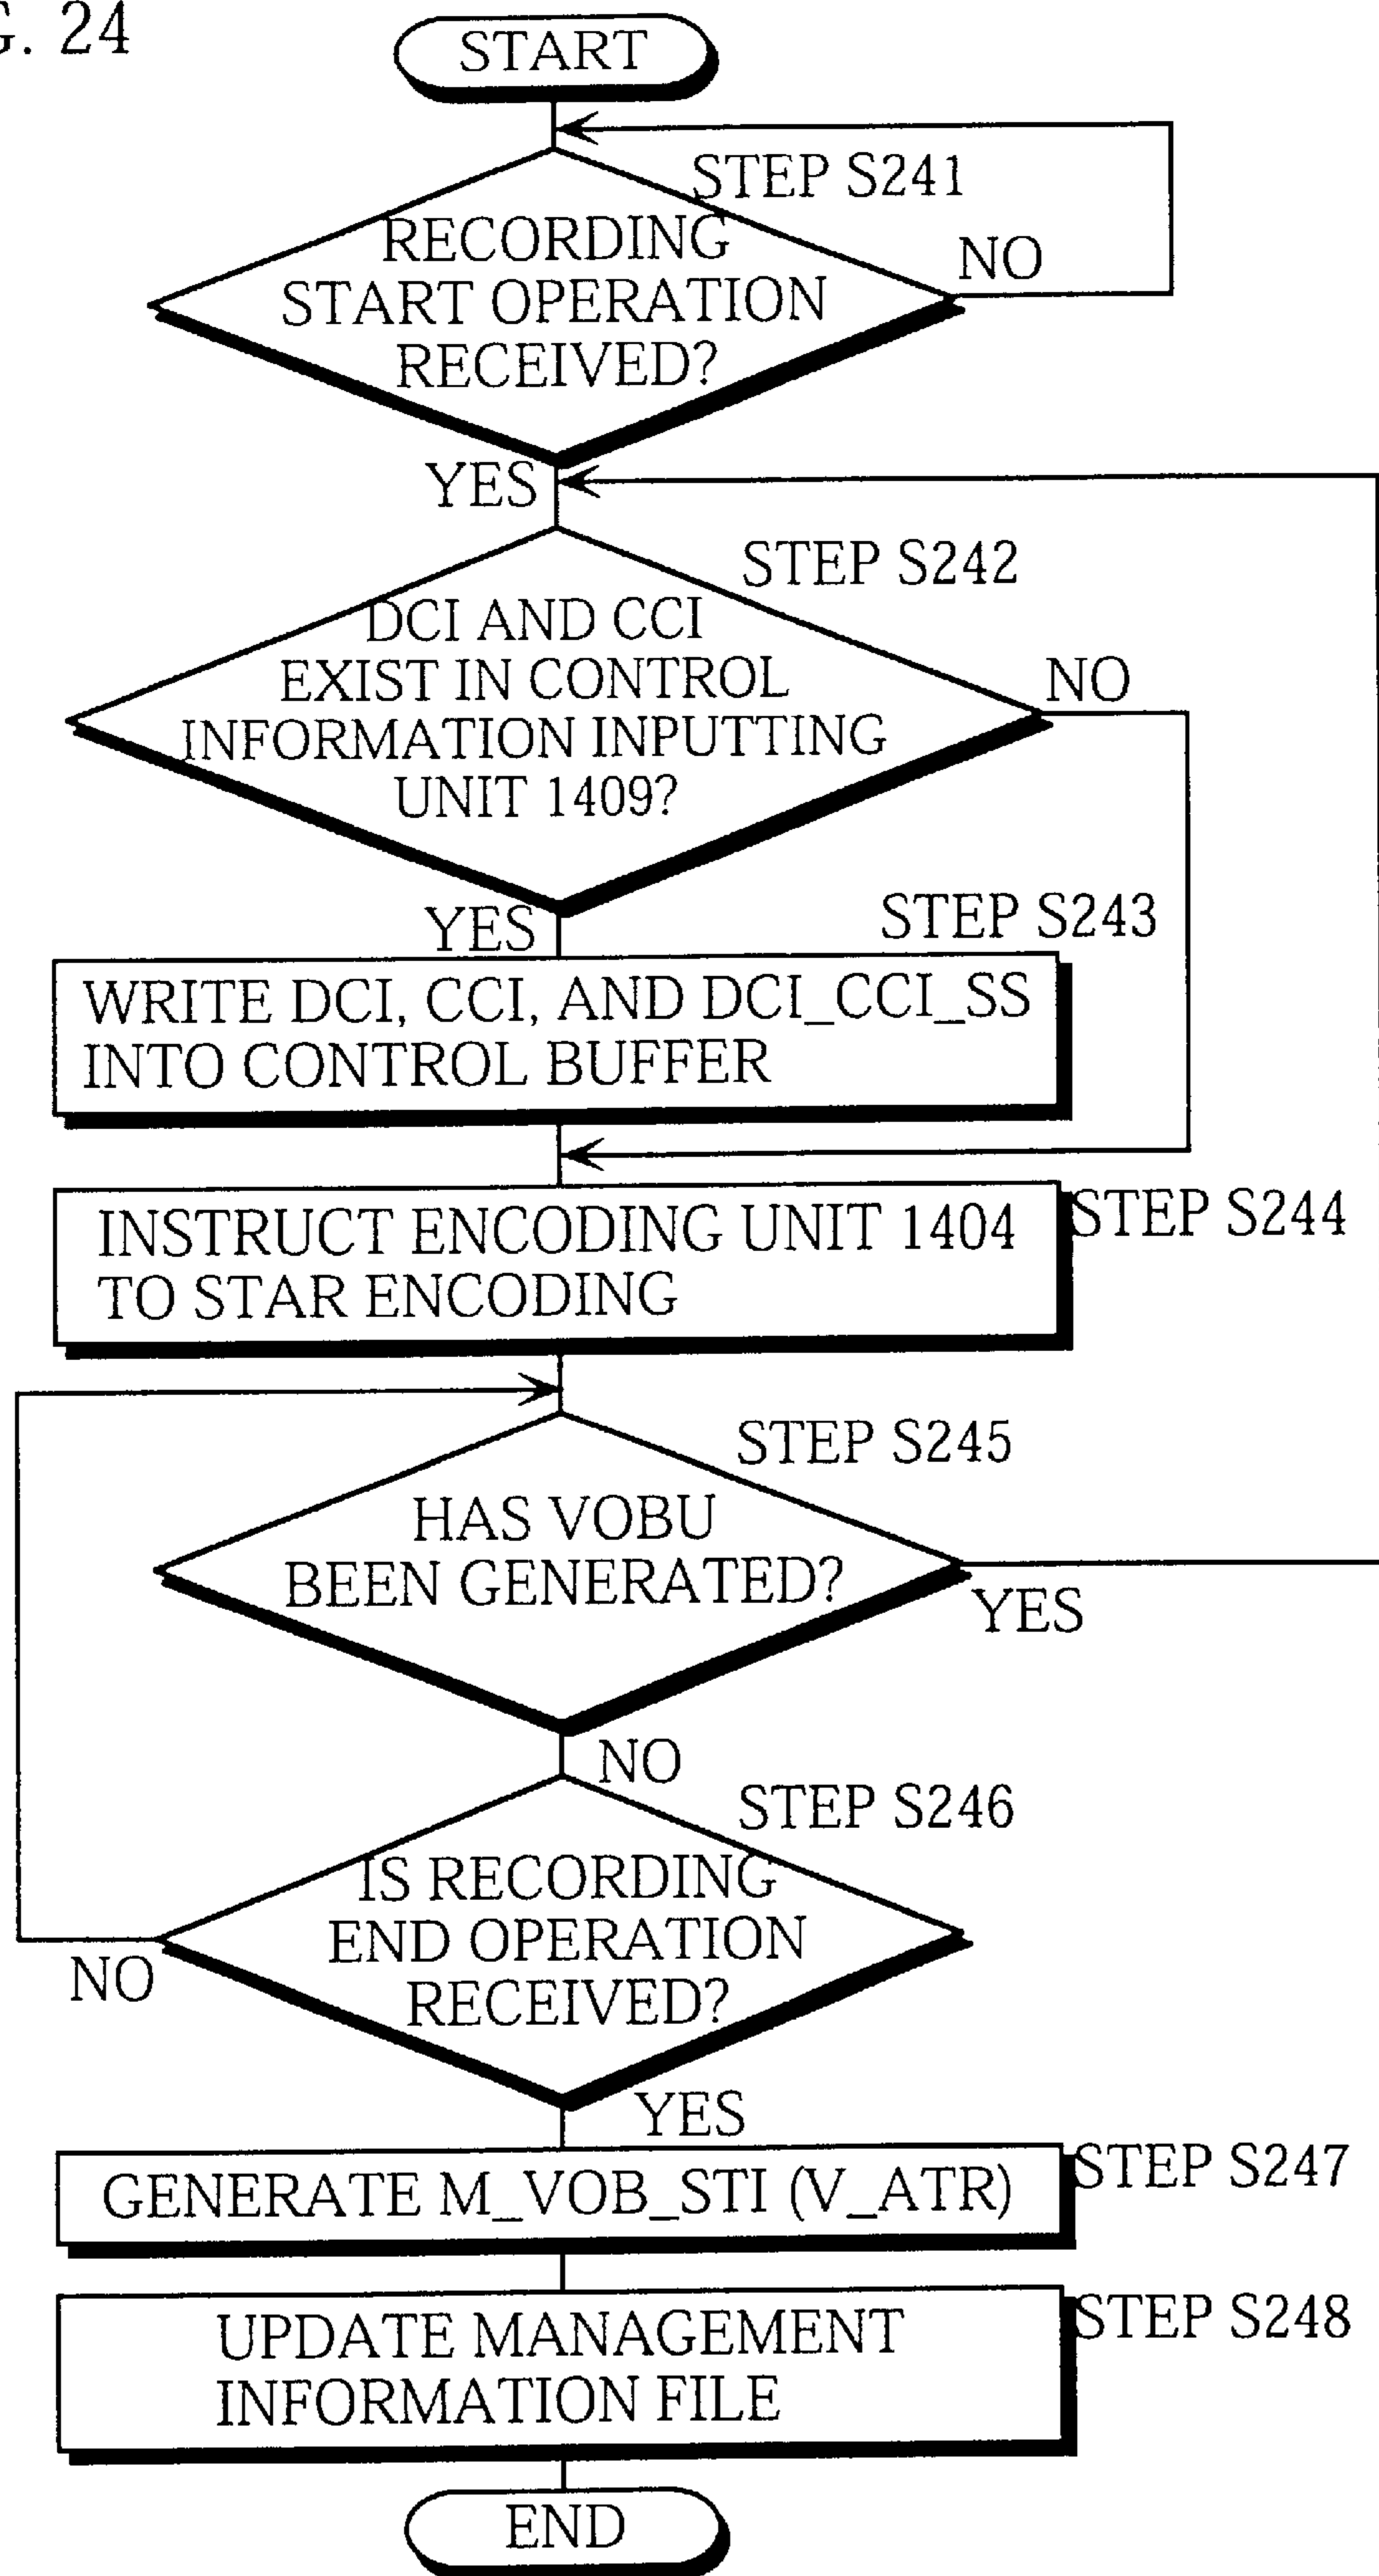 G. 24
START
STEP S241
RECORDING
START OPERATION
RECEIVED?
NO
YES
STEP S242
DCI AND CCI
EXIST IN CONTROL
INFORMATION INPUTTING
UNIT 1409?
NO
YES
STEP S243
WRITE DCI, CCI, AND DCI_CCI_SS
INTO CONTROL BUFFER
INSTRUCT ENCODING UNIT 1404
TO STAR ENCODING
STEP S244
STEP S245
HAS VOBU
BEEN GENERATED?
YES
NO
STEP S246
IS RECORDING
END OPERATION
RECEIVED?
NO
YES
GENERATE M_VOB_STI (V_ATR)
STEP S247
UPDATE MANAGEMENT
INFORMATION FILE
STEP S248
END